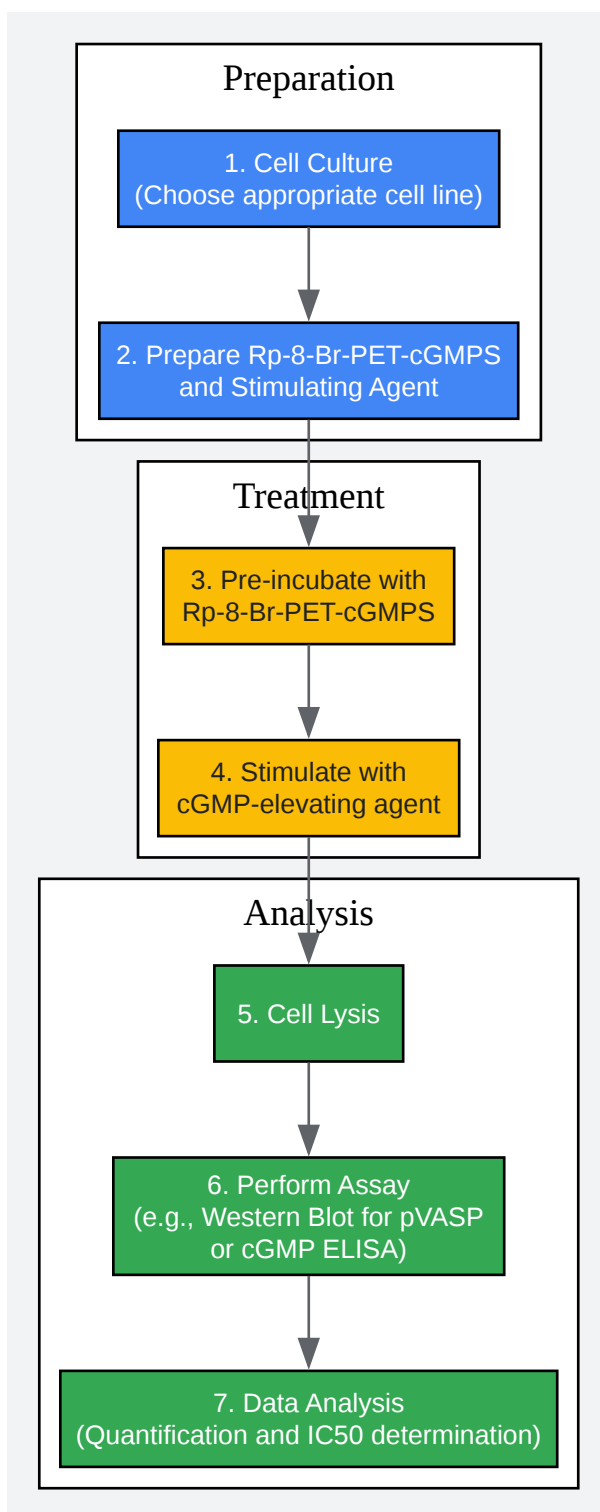 Preparation
1. Cell Culture
(Choose appropriate cell line)
2. Prepare Rp-8-Br-PET-cGMPS
and Stimulating Agent
Treatment
3. Pre-incubate with
Rp-8-Br-PET-cGMPS
4. Stimulate with
cGMP-elevating agent
Analysis
5. Cell Lysis
6. Perform Assay
(e.g., Western Blot for pVASP
or cGMP ELISA)
7. Data Analysis
(Quantification and IC50 determination)